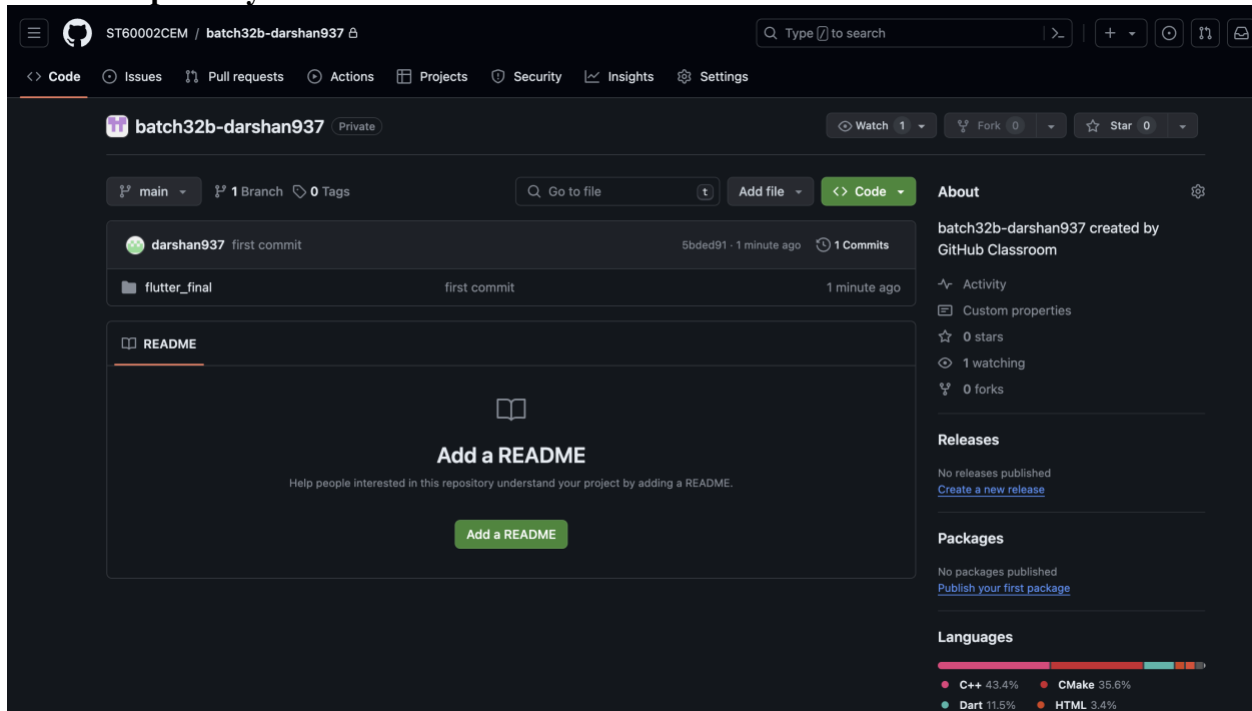 ST60002CEM / batch32b-darshan937
Type / to search
Code Issues Pull requests Actions Projects Security Insights Settings
batch32b-darshan937 Private
Watch 1 Fork 0 Star 0
main 1 Branch 0 Tags Go to file t Add file <> Code
About
batch32b-darshan937 created by
GitHub Classroom
darshan937 first commit 5bded91 · 1 minute ago 1 Commits
flutter_final first commit 1 minute ago
Activity
Custom properties
0 stars
1 watching
0 forks
README
Add a README
Help people interested in this repository understand your project by adding a README.
Add a README
Releases
No releases published
Create a new release
Packages
No packages published
Publish your first package
Languages
C++ 43.4% CMake 35.6%
Dart 11.5% HTML 3.4%